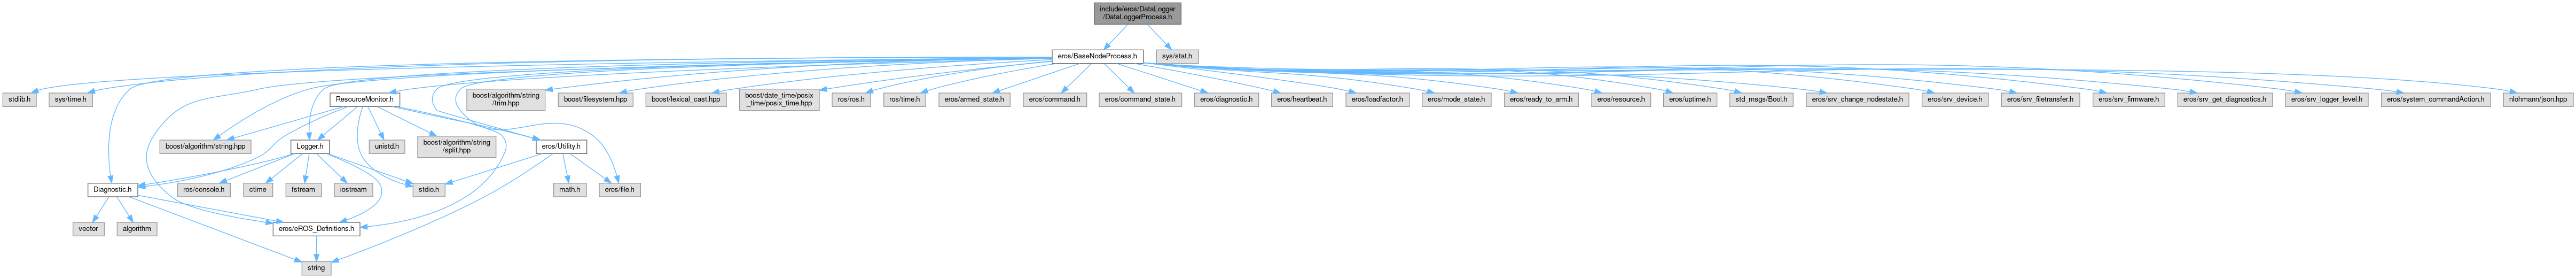 include/eros/DataLogger
/DataLoggerProcess.h
eros/BaseNodeProcess.h
sys/stat.h
stdlib.h
sys/time.h
ResourceMonitor.h
boost/algorithm/string
/trim.hpp
boost/filesystem.hpp
boost/lexical_cast.hpp
boost/date_time/posix
_time/posix_time.hpp
ros/ros.h
ros/time.h
eros/armed_state.h
eros/command.h
eros/command_state.h
eros/diagnostic.h
eros/heartbeat.h
eros/loadfactor.h
eros/mode_state.h
eros/ready_to_arm.h
eros/resource.h
eros/uptime.h
std_msgs/Bool.h
eros/srv_change_nodestate.h
eros/srv_device.h
eros/srv_filetransfer.h
eros/srv_firmware.h
eros/srv_get_diagnostics.h
eros/srv_logger_level.h
eros/system_commandAction.h
nlohmann/json.hpp
boost/algorithm/string.hpp
Logger.h
unistd.h
boost/algorithm/string
/split.hpp
eros/Utility.h
Diagnostic.h
ros/console.h
ctime
fstream
iostream
stdio.h
math.h
eros/file.h
vector
algorithm
eros/eROS_Definitions.h
string